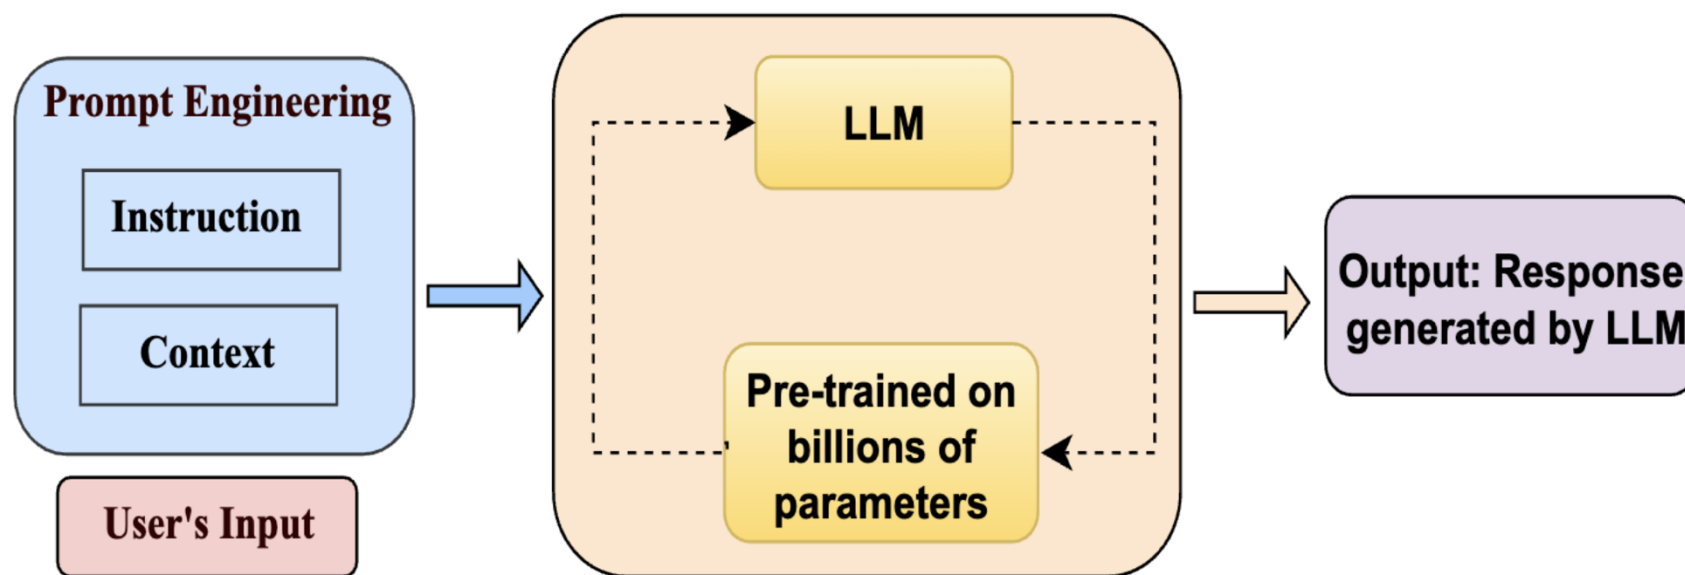 Prompt Engineering
Instruction
Context
User's Input
LLM
Pre-trained on
billions of
parameters
Output: Response
generated by LLM